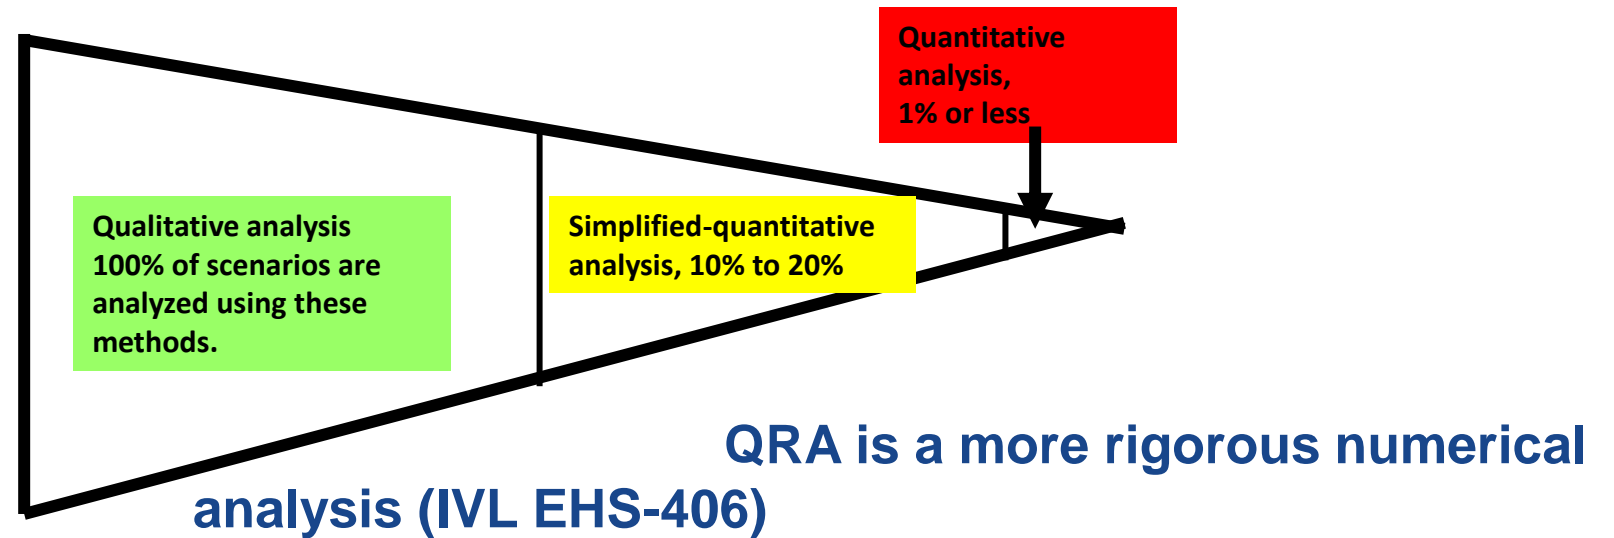 Quantitative
analysis,
1% or less
Qualitative analysis
100% of scenarios are
analyzed using these
methods.
Simplified-quantitative
analysis, 10% to 20%
QRA is a more rigorous numerical
analysis (IVL EHS-406)